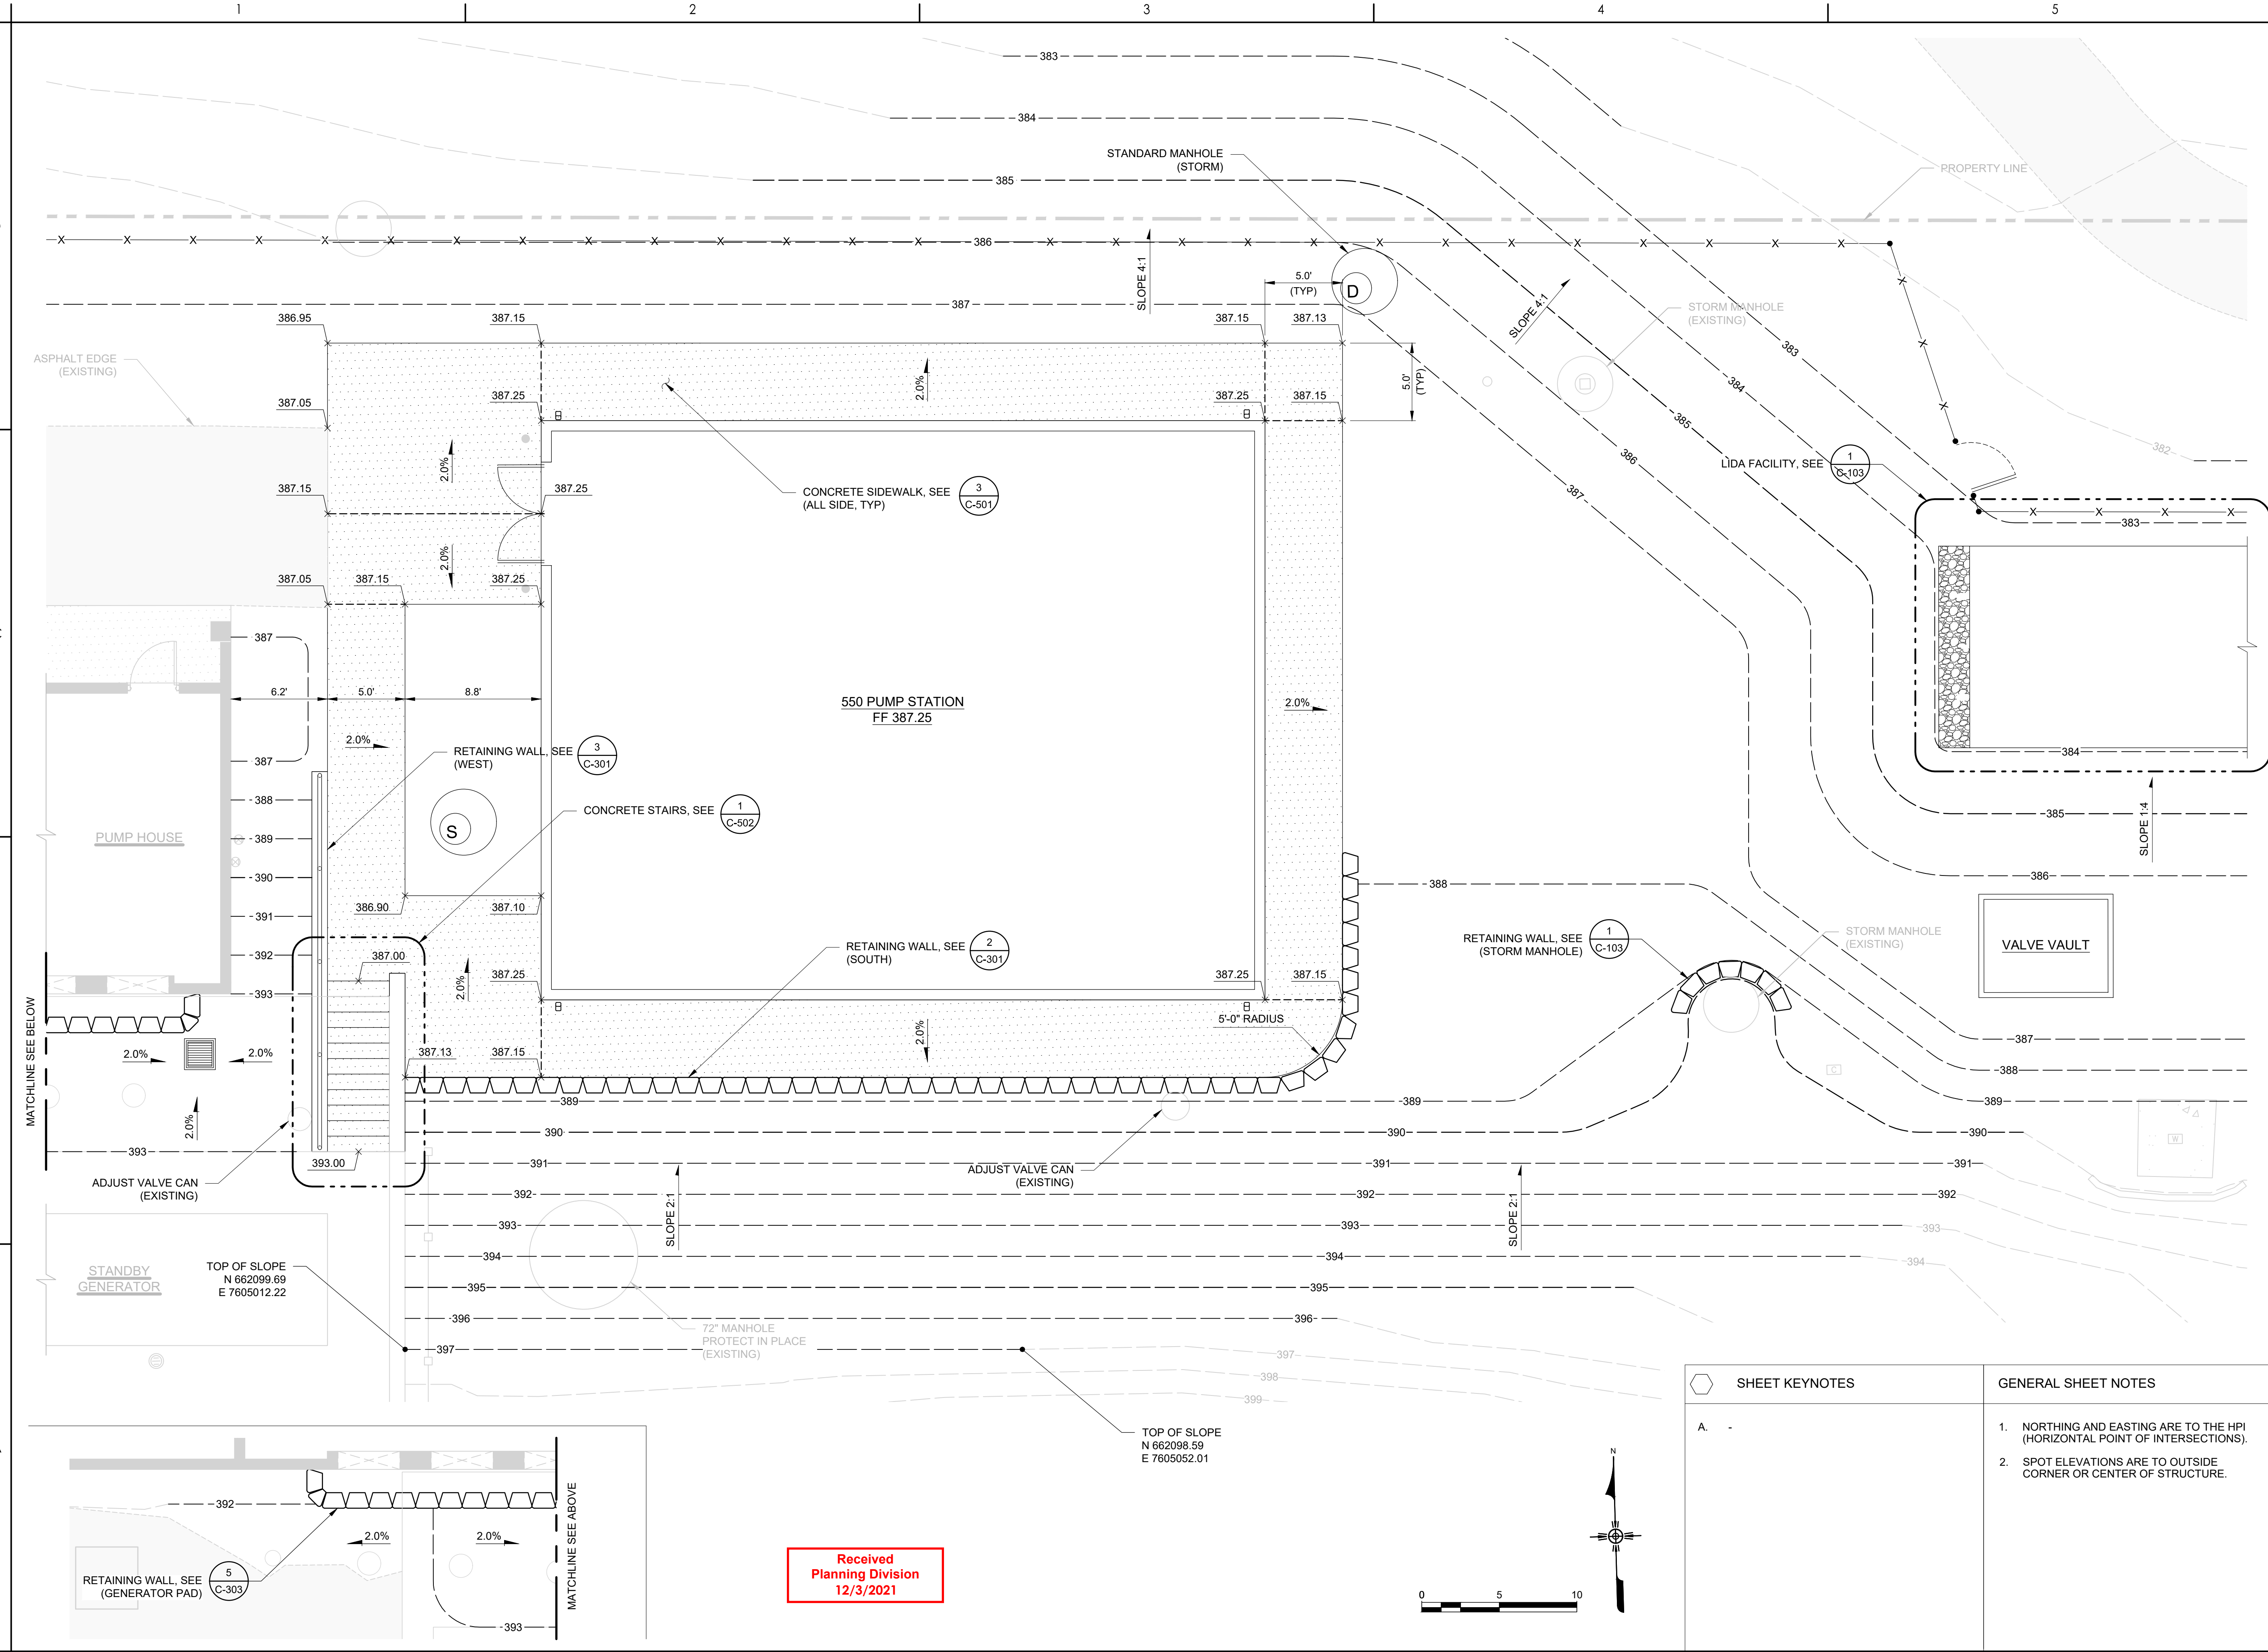 1
2
3
4
5
383
384
STANDARD MANHOLE
(STORM)
385
PROPERTY LINE
X X X X X X X X X X X X X X 386 X X X X X X X X X X X X X
X
X
X
5.0'
(TYP)
D
SLOPE 4:1
SLOPE 4:1
387
STORM MANHOLE
(EXISTING)
386.95
387.15
387.15
387.13
ASPHALT EDGE
(EXISTING)
383
384
385
386
387
382
2.0%
5.0'
(TYP)
387.05
387.25
387.25
387.15
2.0%
CONCRETE SIDEWALK, SEE
(ALL SIDE, TYP)
3
C-501
LIDA FACILITY, SEE
1
C-103
387.15
387.25
X X X X
383
2.0%
387.05
387.15
387.25
387
6.2'
5.0'
8.8'
550 PUMP STATION
FF 387.25
2.0%
2.0%
RETAINING WALL, SEE
(WEST)
3
C-301
387
384
388
CONCRETE STAIRS, SEE
1
C-502
385
SLOPE 1:4
PUMP HOUSE
389
S
390
386
388
386.90
387.10
391
RETAINING WALL, SEE
(SOUTH)
2
C-301
RETAINING WALL, SEE
(STORM MANHOLE)
1
C-103
STORM MANHOLE
(EXISTING)
VALVE VAULT
392
387.00
2.0%
387.25
387.25
387.15
393
MATCHLINE SEE BELOW
5'-0" RADIUS
2.0%
2.0%
2.0%
387.13
387.15
387
388
C
389
389
389
2.0%
390
390
390
W
393
393.00
391
391
391
ADJUST VALVE CAN
(EXISTING)
ADJUST VALVE CAN
(EXISTING)
392
392
392
SLOPE 2:1
SLOPE 2:1
393
393
393
394
394
394
STANDBY
GENERATOR
TOP OF SLOPE
N 662099.69
E 7605012.22
395
395
396
396
72" MANHOLE
PROTECT IN PLACE
(EXISTING)
397
397
398
399
TOP OF SLOPE
N 662098.59
E 7605052.01
SHEET KEYNOTES
A. -
GENERAL SHEET NOTES
1. NORTHING AND EASTING ARE TO THE HPI
(HORIZONTAL POINT OF INTERSECTIONS).
2. SPOT ELEVATIONS ARE TO OUTSIDE
CORNER OR CENTER OF STRUCTURE.
392
2.0%
2.0%
MATCHLINE SEE ABOVE
RETAINING WALL, SEE
(GENERATOR PAD)
5
C-303
393
Received
Planning Division
12/3/2021
N
0 5 10